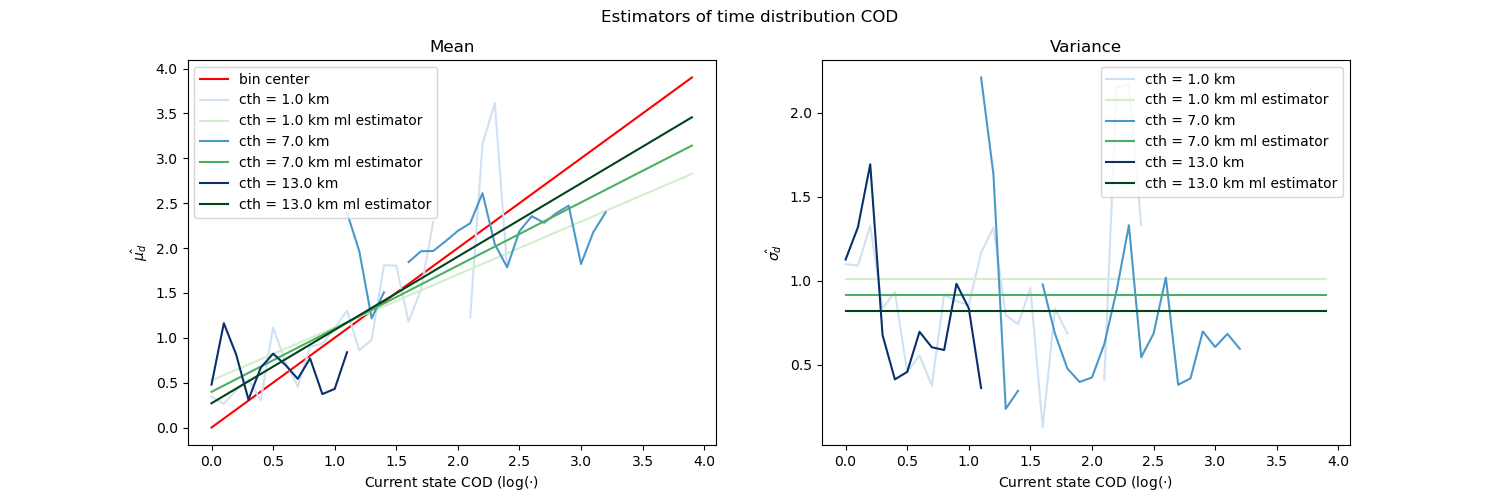 Estimators of time distribution COD
Mean
4.0
3.5
3.0
2.5
2.0
1.5
1.0
0.5
0.0
μ̂_d
bin center
cth = 1.0 km
cth = 1.0 km ml estimator
cth = 7.0 km
cth = 7.0 km ml estimator
cth = 13.0 km
cth = 13.0 km ml estimator
0.0 0.5 1.0 1.5 2.0 2.5 3.0 3.5 4.0
Current state COD (log(·)
Variance
2.0
1.5
1.0
0.5
σ̂_d
cth = 1.0 km
cth = 1.0 km ml estimator
cth = 7.0 km
cth = 7.0 km ml estimator
cth = 13.0 km
cth = 13.0 km ml estimator
0.0 0.5 1.0 1.5 2.0 2.5 3.0 3.5 4.0
Current state COD (log(·)